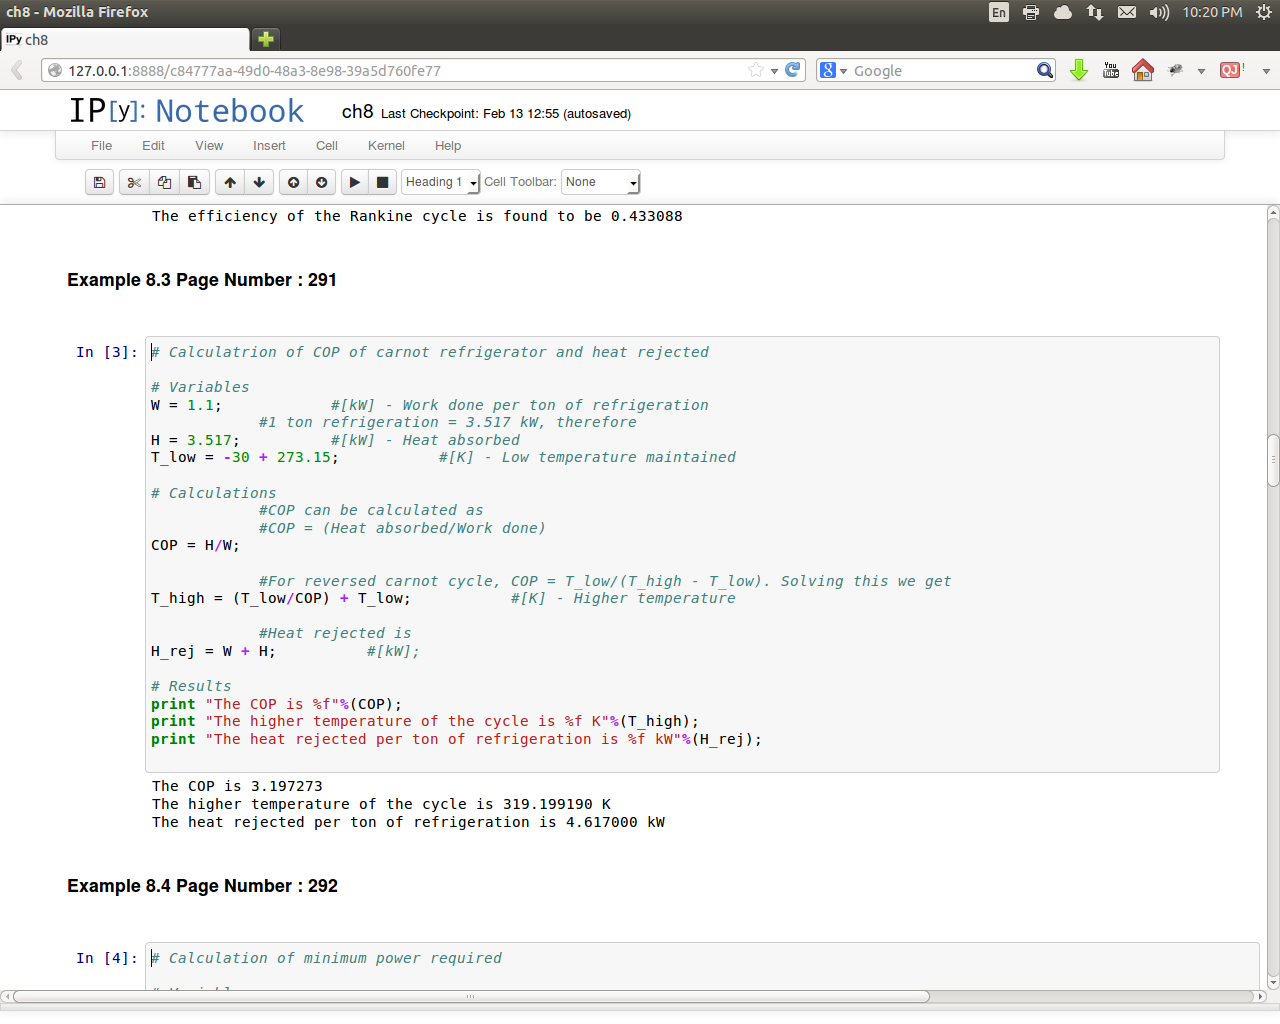 ch8 - Mozilla Firefox
En
10:20 PM
IPy ch8
127.0.0.1:8888/c84777aa-49d0-48a3-8e98-39a5d760fe77
8 Google
You Tube
QJ !
IP[y]: Notebook ch8 Last Checkpoint: Feb 13 12:55 (autosaved)
File Edit View Insert Cell Kernel Help
Heading 1 Cell Toolbar: None
The efficiency of the Rankine cycle is found to be 0.433088
Example 8.3 Page Number : 291
In [3]: # Calculatrion of COP of carnot refrigerator and heat rejected
# Variables
W = 1.1; #[kW] - Work done per ton of refrigeration
#1 ton refrigeration = 3.517 kW, therefore
H = 3.517; #[kW] - Heat absorbed
T_low = -30 + 273.15; #[K] - Low temperature maintained
# Calculations
#COP can be calculated as
#COP = (Heat absorbed/Work done)
COP = H/W;
#For reversed carnot cycle, COP = T_low/(T_high - T_low). Solving this we get
T_high = (T_low/COP) + T_low; #[K] - Higher temperature
#Heat rejected is
H_rej = W + H; #[kW];
# Results
print "The COP is %f"%(COP);
print "The higher temperature of the cycle is %f K"%(T_high);
print "The heat rejected per ton of refrigeration is %f kW"%(H_rej);
The COP is 3.197273
The higher temperature of the cycle is 319.199190 K
The heat rejected per ton of refrigeration is 4.617000 kW
Example 8.4 Page Number : 292
In [4]: # Calculation of minimum power required